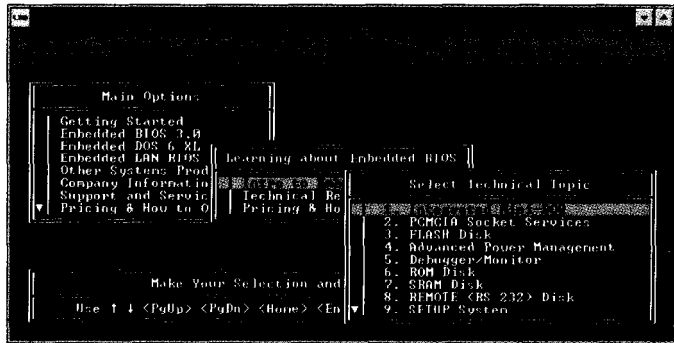 Main Options
Getting Started
Embedded BIOS 3.0
Embedded DOS 6 XL
Embedded LAN BIOS
Other Systems Prod
Company Informatio
Support and Servic
Pricing & How to O
Learning about Embedded BIOS
Technical Re
Pricing & Ho
Select Technical Topic
2. PCMCIA Socket Services
3. FLASH Disk
4. Advanced Power Management
5. Debugger/Monitor
6. ROM Disk
7. SRAM Disk
8. REMOTE (RS 232) Disk
9. SETUP System
Make Your Selection and
Use ↑ ↓ <PgUp> <PgDn> <Home> <En